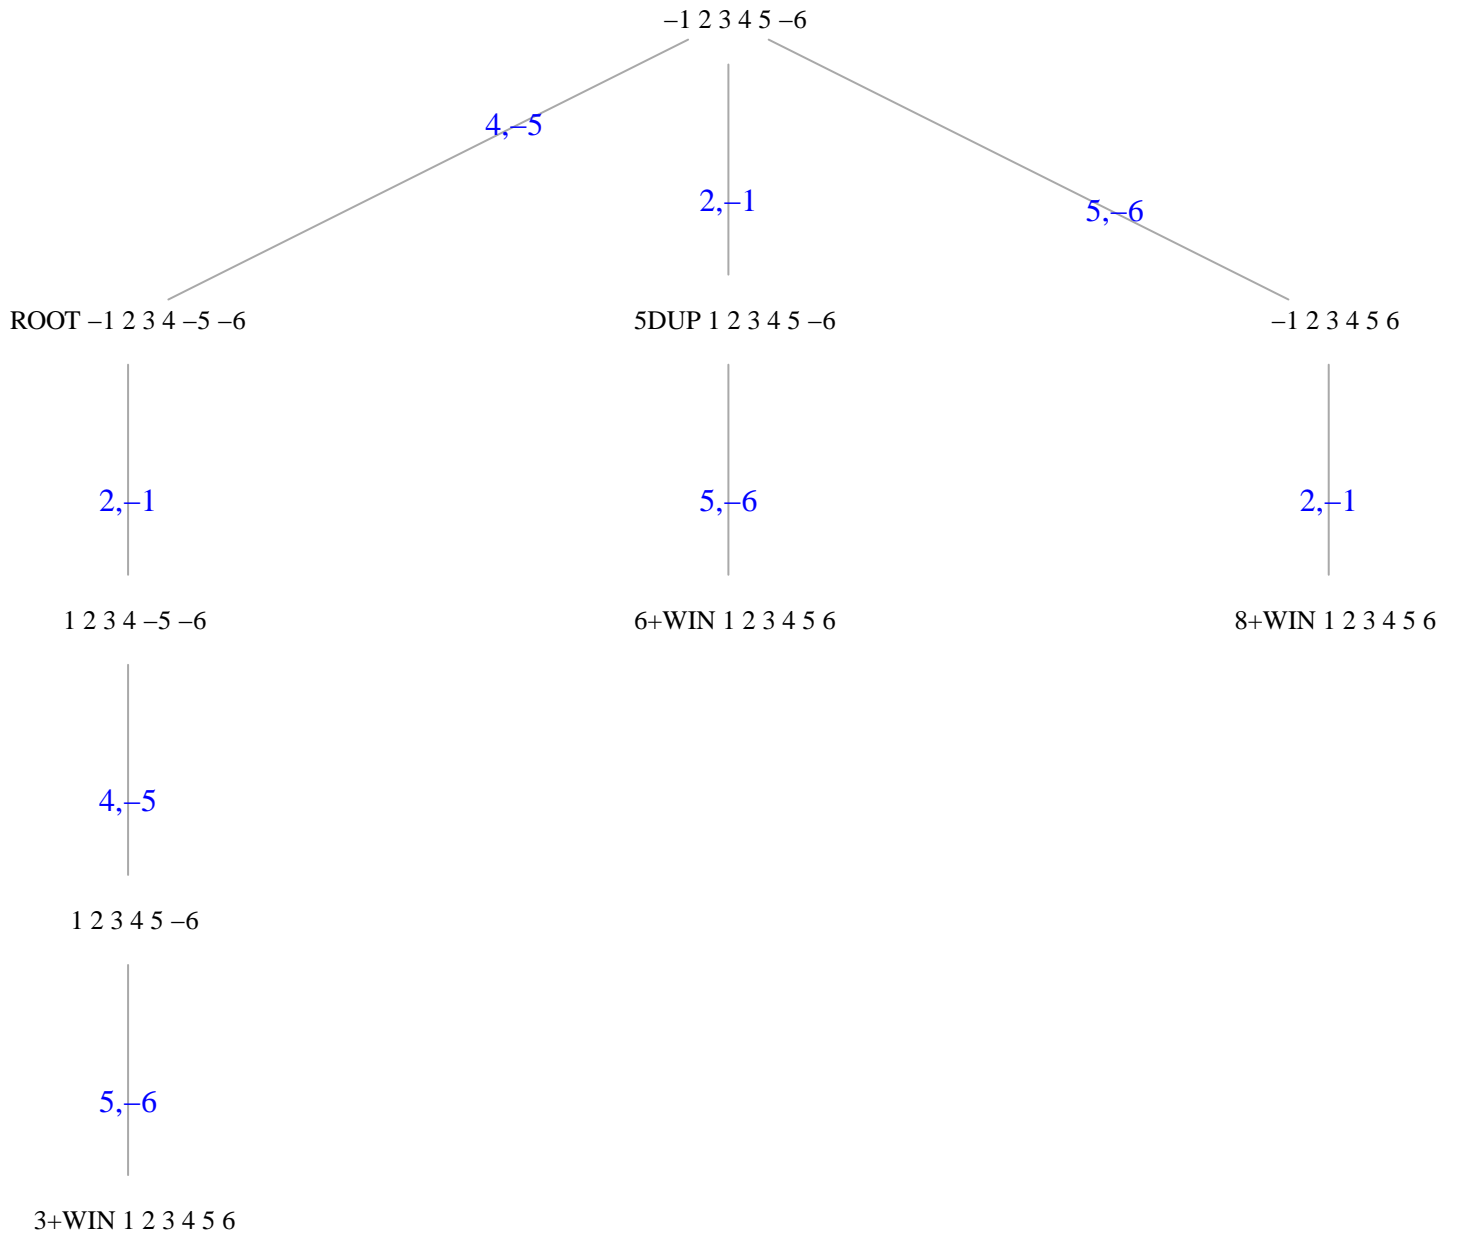 –1 2 3 4 5 –6
4,–5
2,–1
5,–6
ROOT –1 2 3 4 –5 –6
5DUP 1 2 3 4 5 –6
–1 2 3 4 5 6
2,–1
5,–6
2,–1
1 2 3 4 –5 –6
6+WIN 1 2 3 4 5 6
8+WIN 1 2 3 4 5 6
4,–5
1 2 3 4 5 –6
5,–6
3+WIN 1 2 3 4 5 6